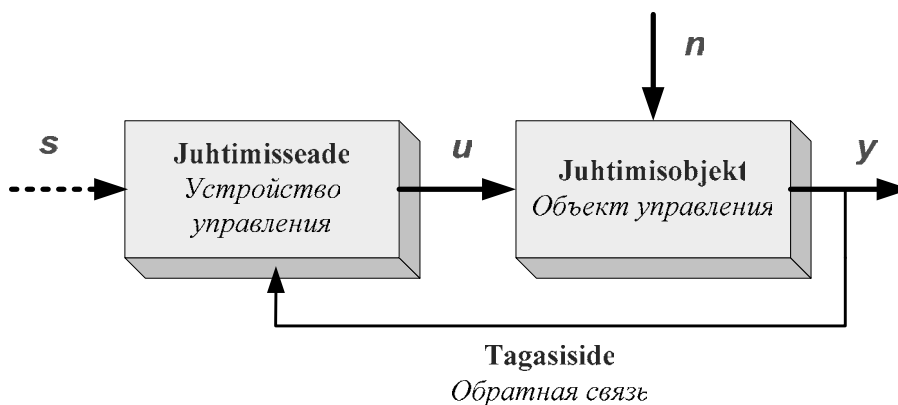 n
s
Juhtimisseade
Устройство
управления
u
Juhtimisobjekt
Объект управления
y
Tagasiside
Обратная связь